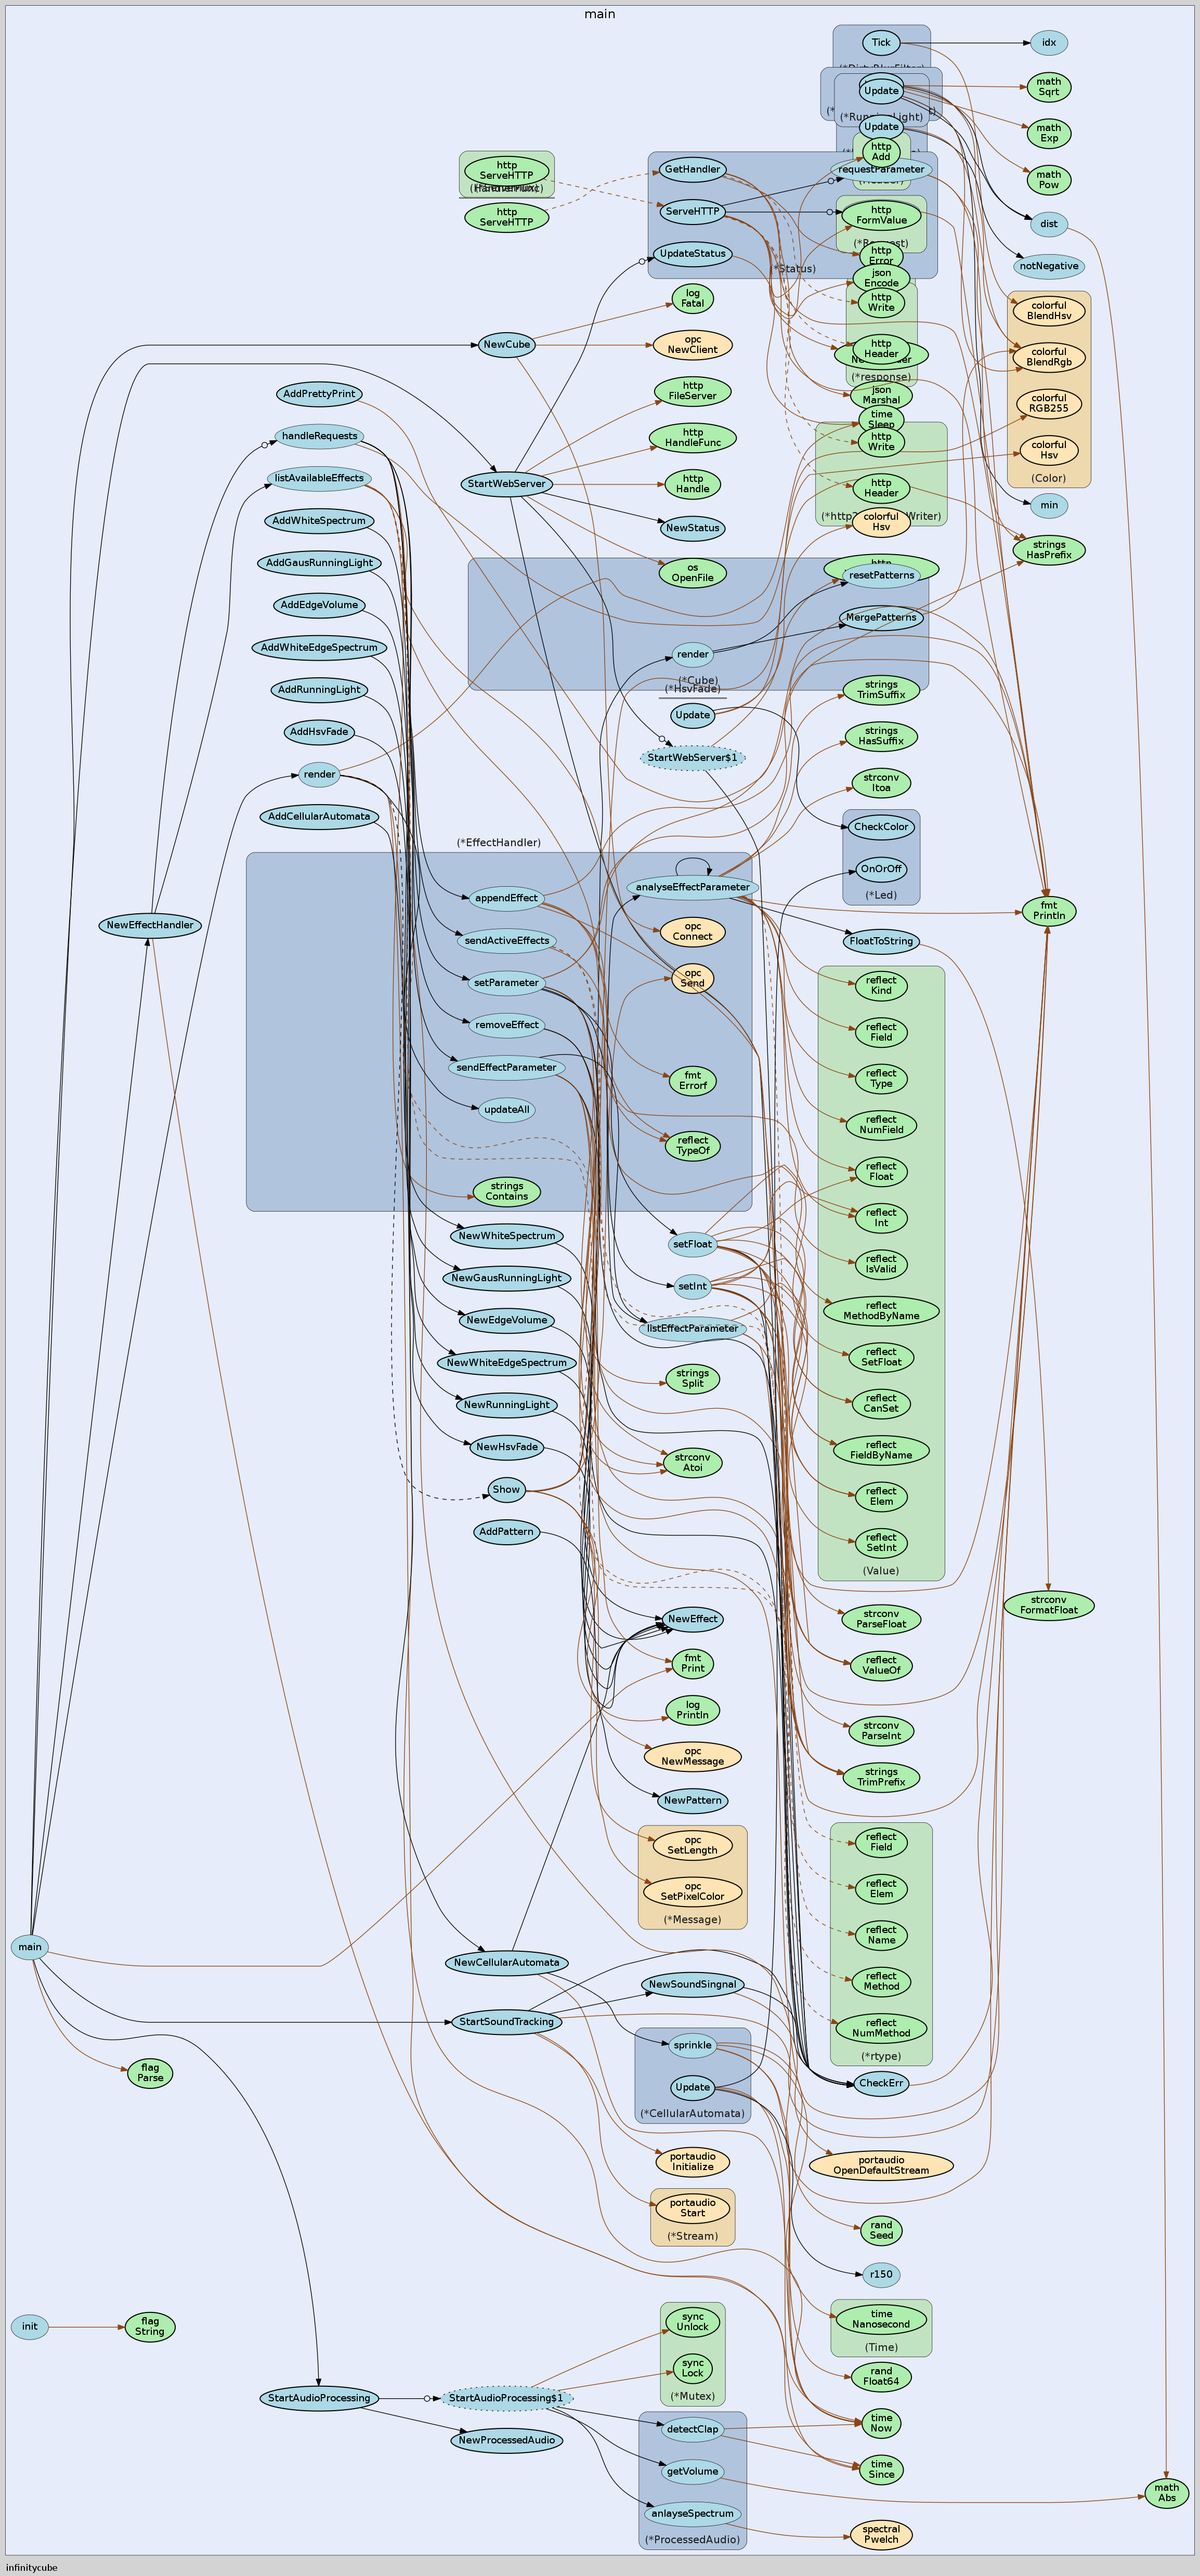 main
Tick
idx
math
Sqrt
Update
math
Exp
Update
http
Add
math
Pow
requestParameter
http
ServeHTTP
http
ServeHTTP
GetHandler
ServeHTTP
UpdateStatus
(*Status)
http
FormValue
dist
notNegative
http
Error
json
Encode
http
Write
http
Header
(*response)
json
Marshal
time
Sleep
http
Write
http
Header
colorful
Hsv
colorful
BlendHsv
colorful
BlendRgb
colorful
RGB255
colorful
Hsv
(Color)
min
strings
HasPrefix
log
Fatal
opc
NewClient
http
FileServer
http
HandleFunc
http
Handle
NewStatus
os
OpenFile
NewCube
StartWebServer
AddPrettyPrint
handleRequests
listAvailableEffects
AddWhiteSpectrum
AddGausRunningLight
AddEdgeVolume
AddWhiteEdgeSpectrum
AddRunningLight
AddHsvFade
render
AddCellularAutomata
resetPatterns
MergePatterns
render
(*Cube)
(*HsvFade)
Update
StartWebServer$1
strings
TrimSuffix
strings
HasSuffix
strconv
Itoa
CheckColor
OnOrOff
(*Led)
FloatToString
fmt
Println
NewEffectHandler
(*EffectHandler)
appendEffect
sendActiveEffects
setParameter
removeEffect
sendEffectParameter
updateAll
strings
Contains
analyseEffectParameter
opc
Connect
opc
Send
fmt
Errorf
reflect
TypeOf
setFloat
setInt
listEffectParameter
reflect
Kind
reflect
Field
reflect
Type
reflect
NumField
reflect
Float
reflect
Int
reflect
IsValid
reflect
MethodByName
reflect
SetFloat
reflect
CanSet
reflect
FieldByName
reflect
Elem
reflect
SetInt
(Value)
NewWhiteSpectrum
NewGausRunningLight
NewEdgeVolume
NewWhiteEdgeSpectrum
NewRunningLight
NewHsvFade
Show
AddPattern
strings
Split
strconv
Atoi
NewEffect
fmt
Print
log
Println
opc
NewMessage
NewPattern
opc
SetLength
opc
SetPixelColor
(*Message)
strconv
FormatFloat
strconv
ParseFloat
reflect
ValueOf
strconv
ParseInt
strings
TrimPrefix
reflect
Field
reflect
Elem
reflect
Name
reflect
Method
reflect
NumMethod
(*rtype)
main
flag
Parse
NewCellularAutomata
StartSoundTracking
NewSoundSingnal
sprinkle
Update
(*CellularAutomata)
CheckErr
portaudio
Initialize
portaudio
OpenDefaultStream
portaudio
Start
(*Stream)
rand
Seed
r150
time
Nanosecond
(Time)
rand
Float64
time
Now
time
Since
init
flag
String
sync
Unlock
sync
Lock
(*Mutex)
StartAudioProcessing
StartAudioProcessing$1
NewProcessedAudio
detectClap
getVolume
anlayseSpectrum
(*ProcessedAudio)
spectral
Pwelch
math
Abs
infinitycube